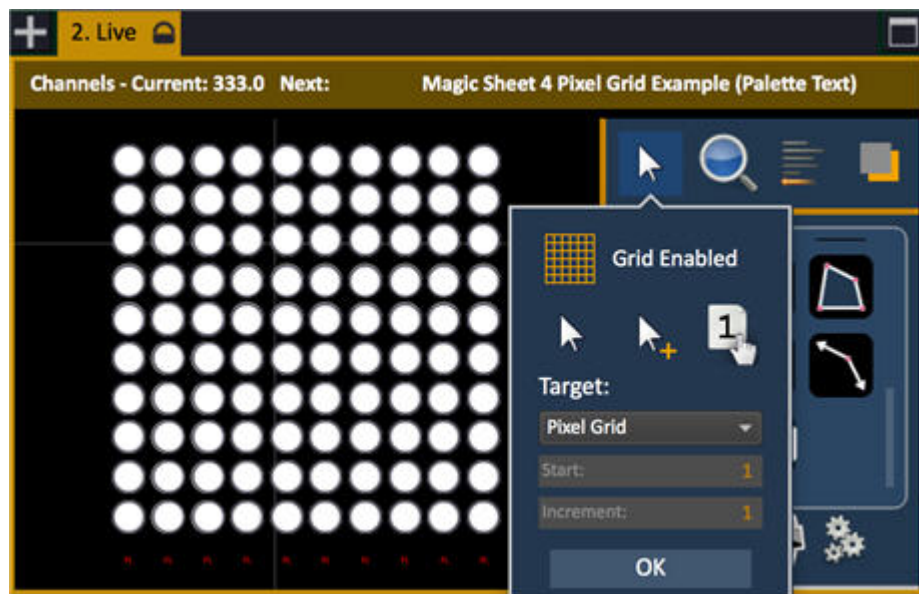 2. Live
Channels - Current: 333.0 Next:
Magic Sheet 4 Pixel Grid Example (Palette Text)
Grid Enabled
1
Target:
Pixel Grid
Start: 1
Increment: 1
OK